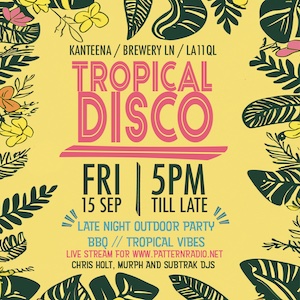 KANTEENA / BREWERY LN / LA11QL
TROPICAL
DISCO
FRI | 5PM
15 SEP | TILL LATE
LATE NIGHT OUTDOOR PARTY
BBQ // TROPICAL VIBES
LIVE STREAM FOR WWW.PATTERNRADIO.NET
CHRIS HOLT, MURPH AND SUBTRAK DJS